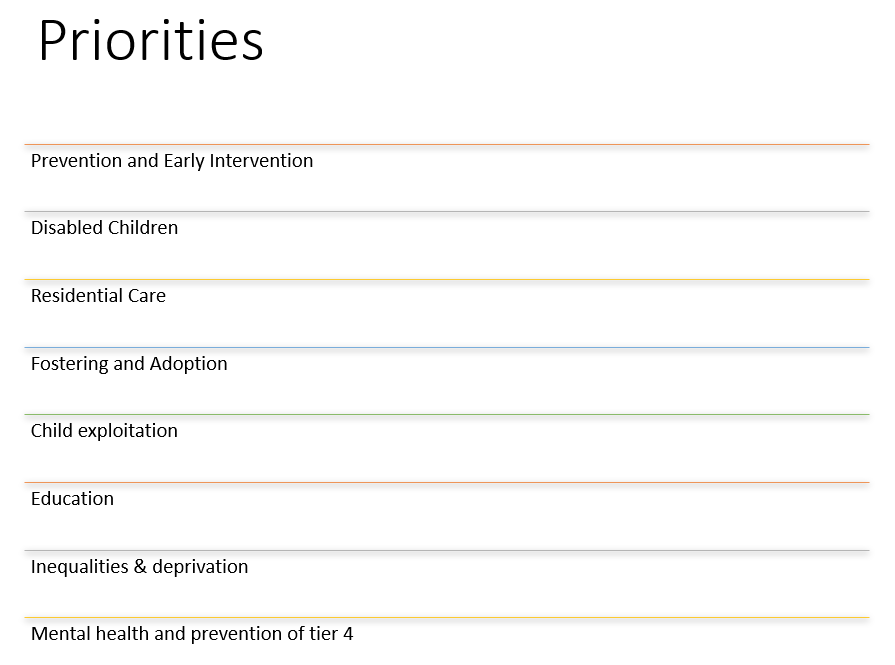 Priorities
Prevention and Early Intervention
Disabled Children
Residential Care
Fostering and Adoption
Child exploitation
Education
Inequalities & deprivation
Mental health and prevention of tier 4